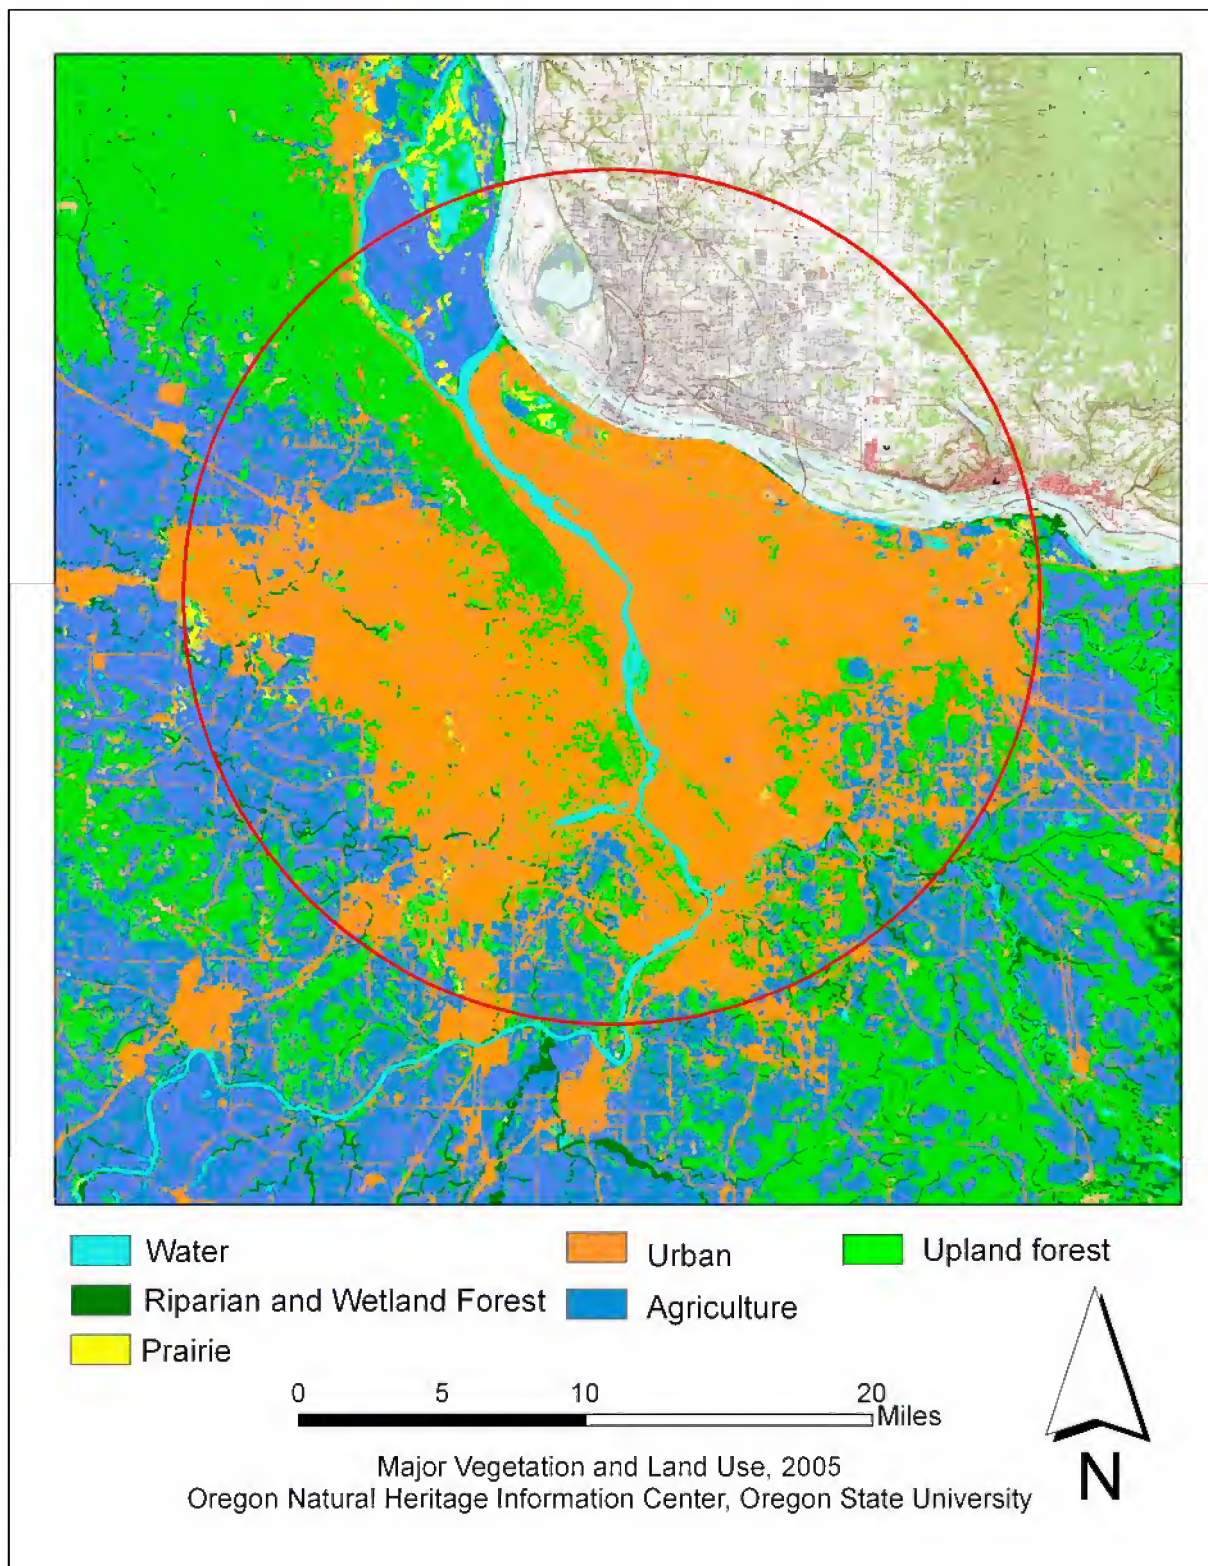 Water
Urban
Upland forest
Riparian and Wetland Forest
Agriculture
Prairie
0 5 10 20
Miles
Major Vegetation and Land Use, 2005
Oregon Natural Heritage Information Center, Oregon State University
N